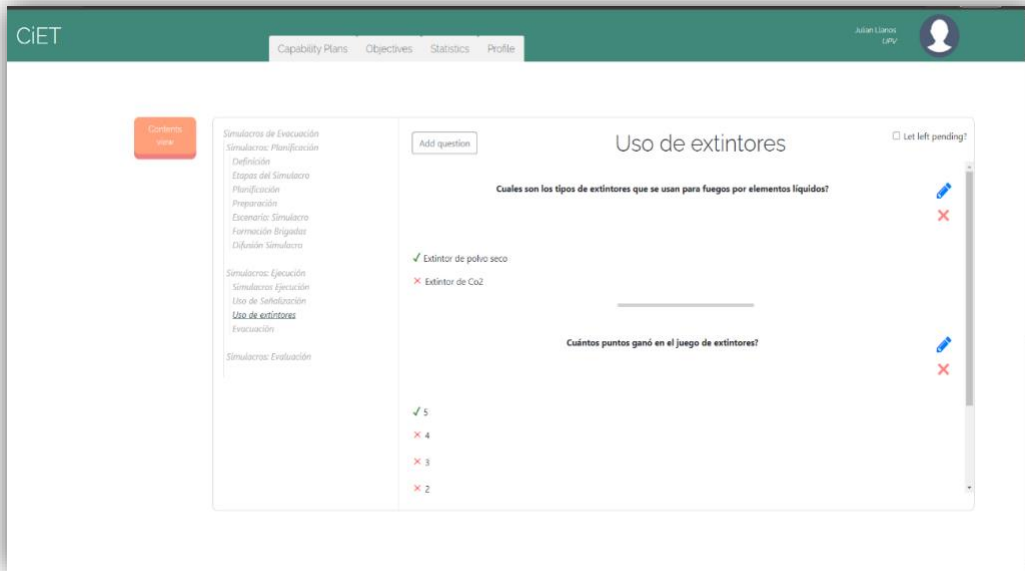 CiET
Capability Plans Objectives Statistics Profile
Julian Llanos
UPV
Contents
view
Simulacros de Evacuación
Simulacros: Planificación
Definición
Etapas del Simulacro
Planificación
Preparación
Escenario: Simulacro
Formación Brigadas
Difusión Simulacro
Simulacros: Ejecución
Simulacros Ejecución
Uso de Señalización
Uso de extintores
Evacuación
Simulacros: Evaluación
Add question
Uso de extintores
Let left pending?
Cuales son los tipos de extintores que se usan para fuegos por elementos líquidos?
Extintor de polvo seco
Extintor de Co2
Cuántos puntos ganó en el juego de extintores?
5
4
3
2